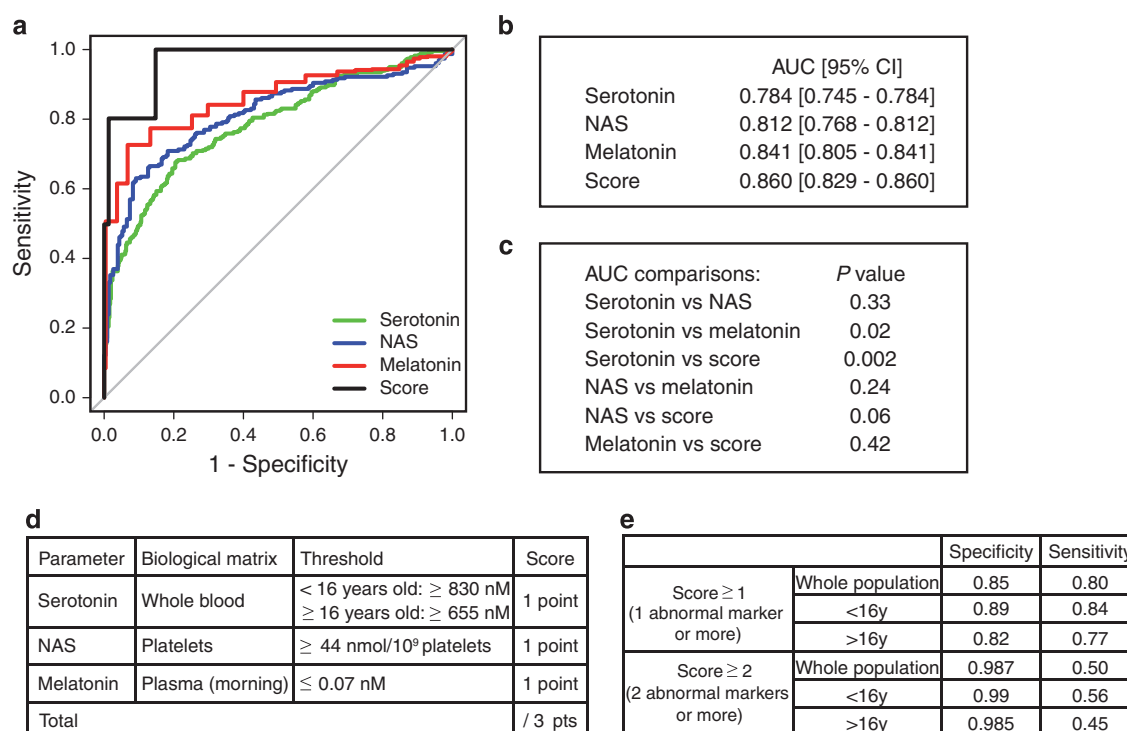 a
1.0
0.8
0.6
0.4
0.2
0.0
Sensitivity
Serotonin
NAS
Melatonin
Score
0.0 0.2 0.4 0.6 0.8 1.0
1 - Specificity
b
AUC [95% CI]
Serotonin 0.784 [0.745 - 0.784]
NAS 0.812 [0.768 - 0.812]
Melatonin 0.841 [0.805 - 0.841]
Score 0.860 [0.829 - 0.860]
c
AUC comparisons: P value
Serotonin vs NAS 0.33
Serotonin vs melatonin 0.02
Serotonin vs score 0.002
NAS vs melatonin 0.24
NAS vs score 0.06
Melatonin vs score 0.42
d
Parameter Biological matrix Threshold Score
Serotonin Whole blood < 16 years old: ≥ 830 nM 1 point
≥ 16 years old: ≥ 655 nM
NAS Platelets ≥ 44 nmol/10⁹ platelets 1 point
Melatonin Plasma (morning) ≤ 0.07 nM 1 point
Total / 3 pts
e
Specificity Sensitivity
Score ≥ 1
(1 abnormal marker
or more)
Whole population 0.85 0.80
<16y 0.89 0.84
>16y 0.82 0.77
Score ≥ 2
(2 abnormal markers
or more)
Whole population 0.987 0.50
<16y 0.99 0.56
>16y 0.985 0.45